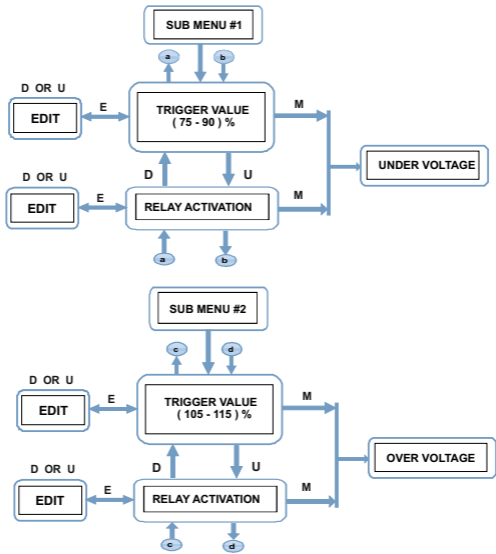 SUB MENU #1
a
b
D OR U
E
EDIT
TRIGGER VALUE
( 75 - 90 ) %
M
UNDER VOLTAGE
D
U
D OR U
E
EDIT
RELAY ACTIVATION
M
a
b
SUB MENU #2
c
d
D OR U
E
EDIT
TRIGGER VALUE
( 105 - 115 ) %
M
OVER VOLTAGE
D
U
D OR U
E
EDIT
RELAY ACTIVATION
M
c
d